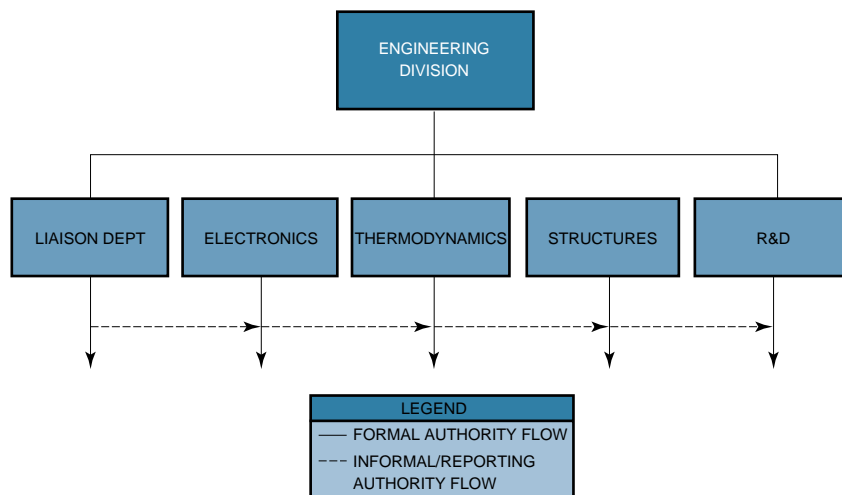 ENGINEERING
DIVISION
LIAISON DEPT
ELECTRONICS
THERMODYNAMICS
STRUCTURES
R&D
LEGEND
FORMAL AUTHORITY FLOW
INFORMAL/REPORTING
AUTHORITY FLOW